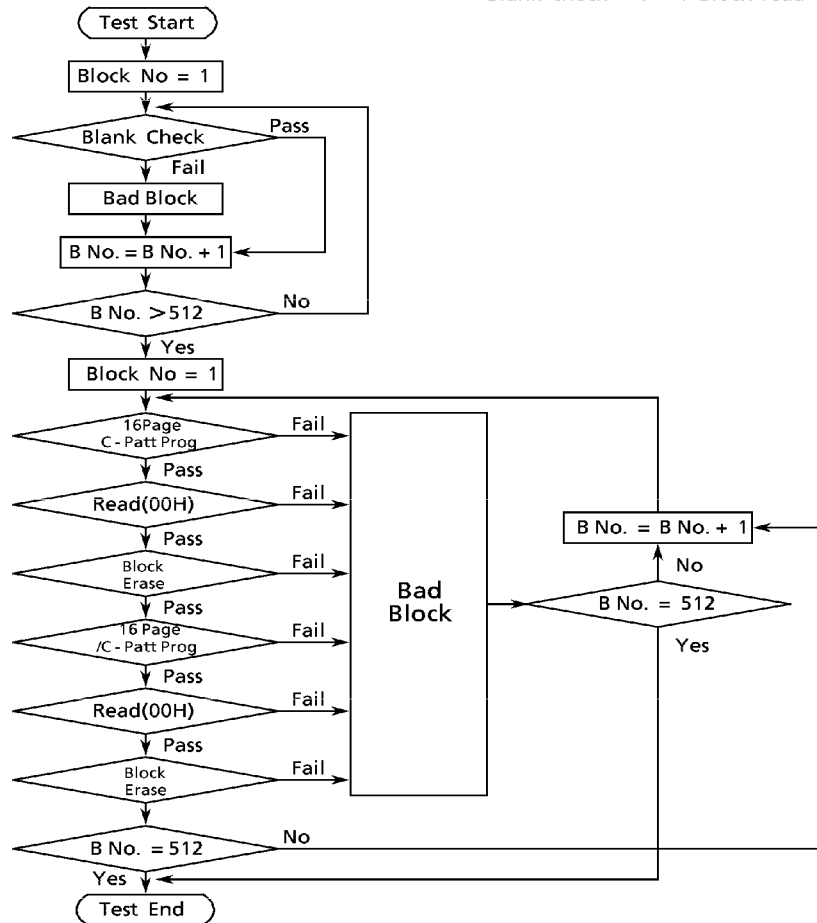 Test Start
Block No = 1
Blank Check
Pass
Fail
Bad Block
B No. = B No. + 1
B No. > 512
No
Yes
Block No = 1
16Page
C - Patt Prog
Fail
Pass
Read(00H)
Fail
Pass
Block
Erase
Fail
Pass
16 Page
/C - Patt Prog
Fail
Pass
Read(00H)
Fail
Pass
Block
Erase
Fail
Bad
Block
B No. = B No. + 1
No
B No. = 512
Yes
B No. = 512
No
Yes
Test End